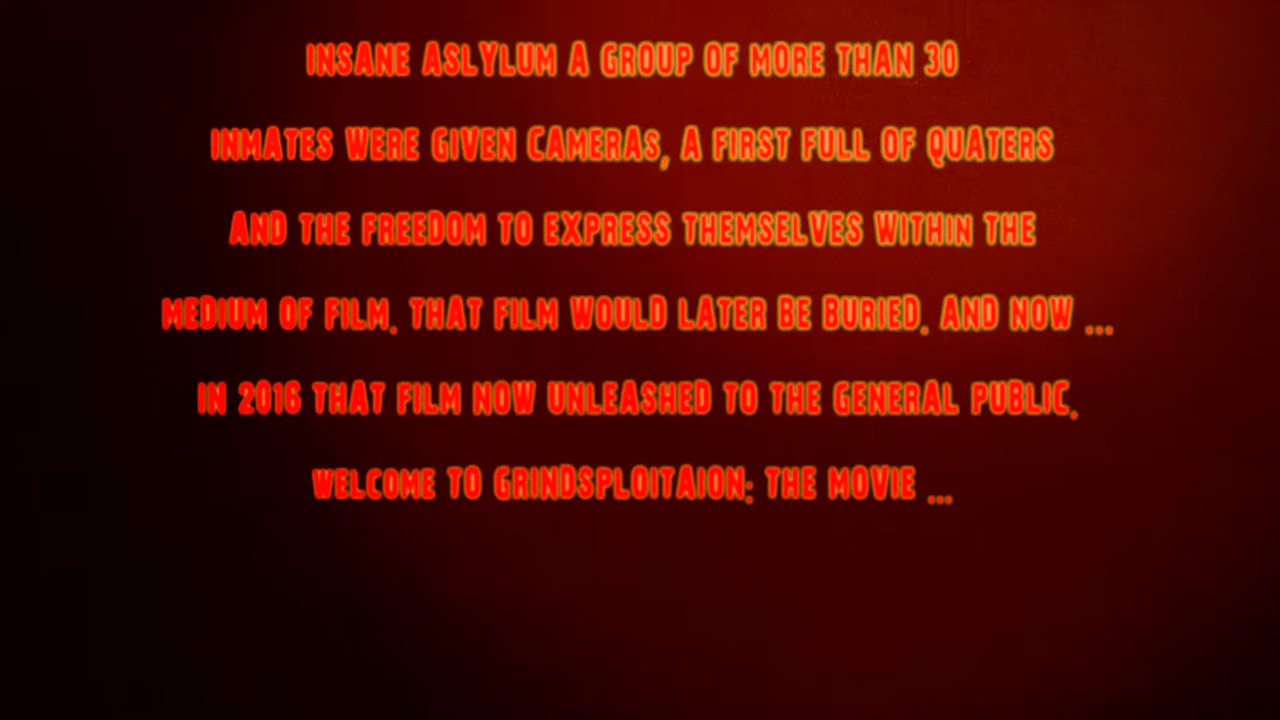 INSANE ASLYLUM A GROUP OF MORE THAN 30
INMATES WERE GIVEN CAMERAS, A FIRST FULL OF QUATERS
AND THE FREEDOM TO EXPRESS THEMSELVES WITHIN THE
MEDIUM OF FILM. THAT FILM WOULD LATER BE BURIED. AND NOW ...
IN 2016 THAT FILM NOW UNLEASHED TO THE GENERAL PUBLIC.
WELCOME TO GRINDSPLOITAION: THE MOVIE ...